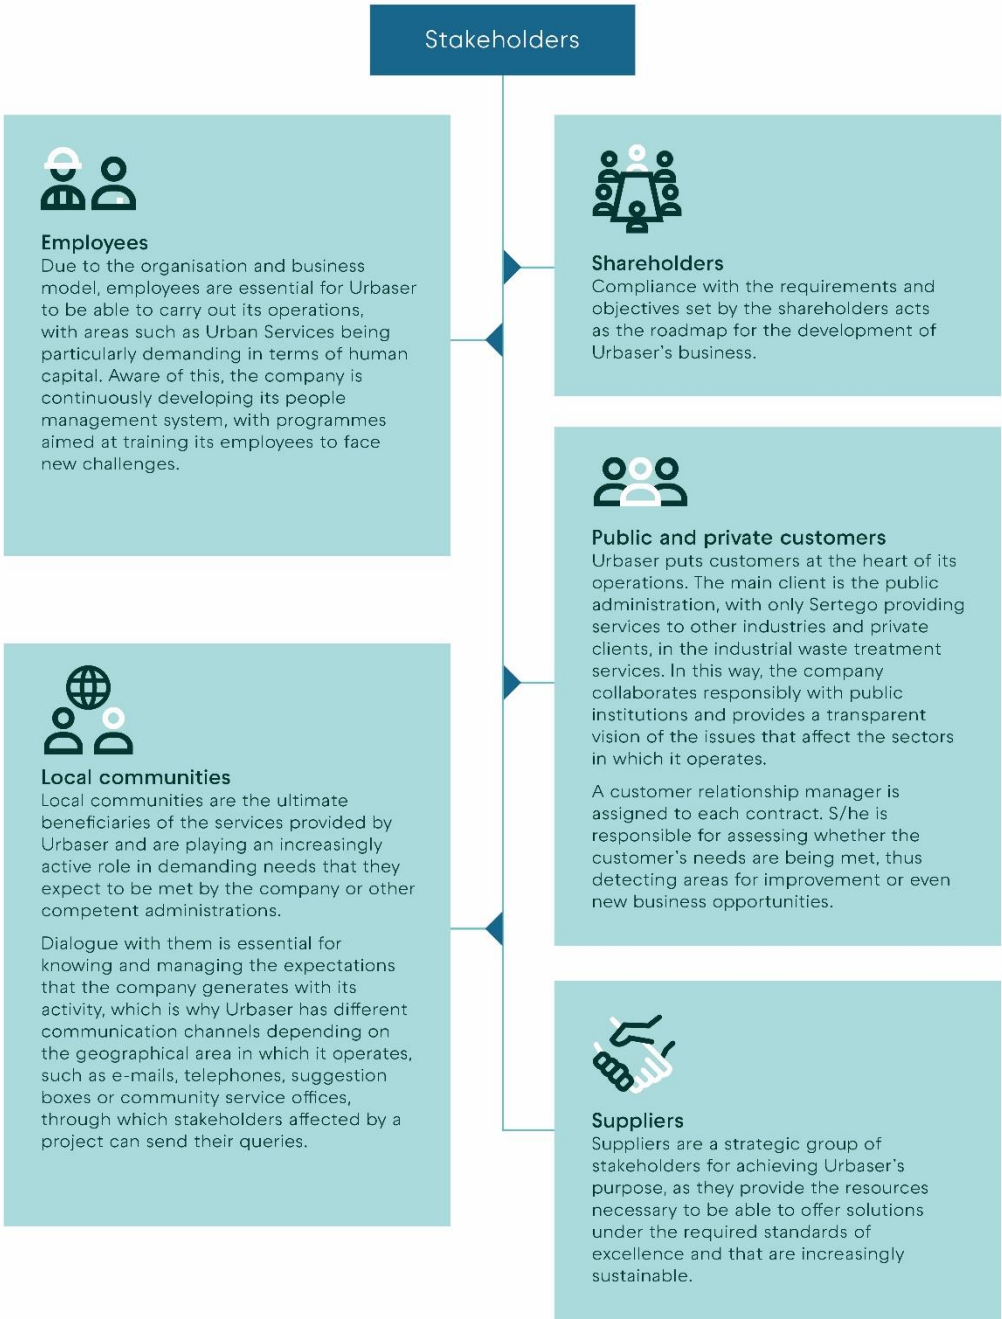 Stakeholders
Employees
Due to the organisation and business
model, employees are essential for Urbaser
to be able to carry out its operations,
with areas such as Urban Services being
particularly demanding in terms of human
capital. Aware of this, the company is
continuously developing its people
management system, with programmes
aimed at training its employees to face
new challenges.
Shareholders
Compliance with the requirements and
objectives set by the shareholders acts
as the roadmap for the development of
Urbaser's business.
Public and private customers
Urbaser puts customers at the heart of its
operations. The main client is the public
administration, with only Sertego providing
services to other industries and private
clients, in the industrial waste treatment
services. In this way, the company
collaborates responsibly with public
institutions and provides a transparent
vision of the issues that affect the sectors
in which it operates.
A customer relationship manager is
assigned to each contract. S/he is
responsible for assessing whether the
customer's needs are being met, thus
detecting areas for improvement or even
new business opportunities.
Local communities
Local communities are the ultimate
beneficiaries of the services provided by
Urbaser and are playing an increasingly
active role in demanding needs that they
expect to be met by the company or other
competent administrations.
Dialogue with them is essential for
knowing and managing the expectations
that the company generates with its
activity, which is why Urbaser has different
communication channels depending on
the geographical area in which it operates,
such as e-mails, telephones, suggestion
boxes or community service offices,
through which stakeholders affected by a
project can send their queries.
Suppliers
Suppliers are a strategic group of
stakeholders for achieving Urbaser's
purpose, as they provide the resources
necessary to be able to offer solutions
under the required standards of
excellence and that are increasingly
sustainable.